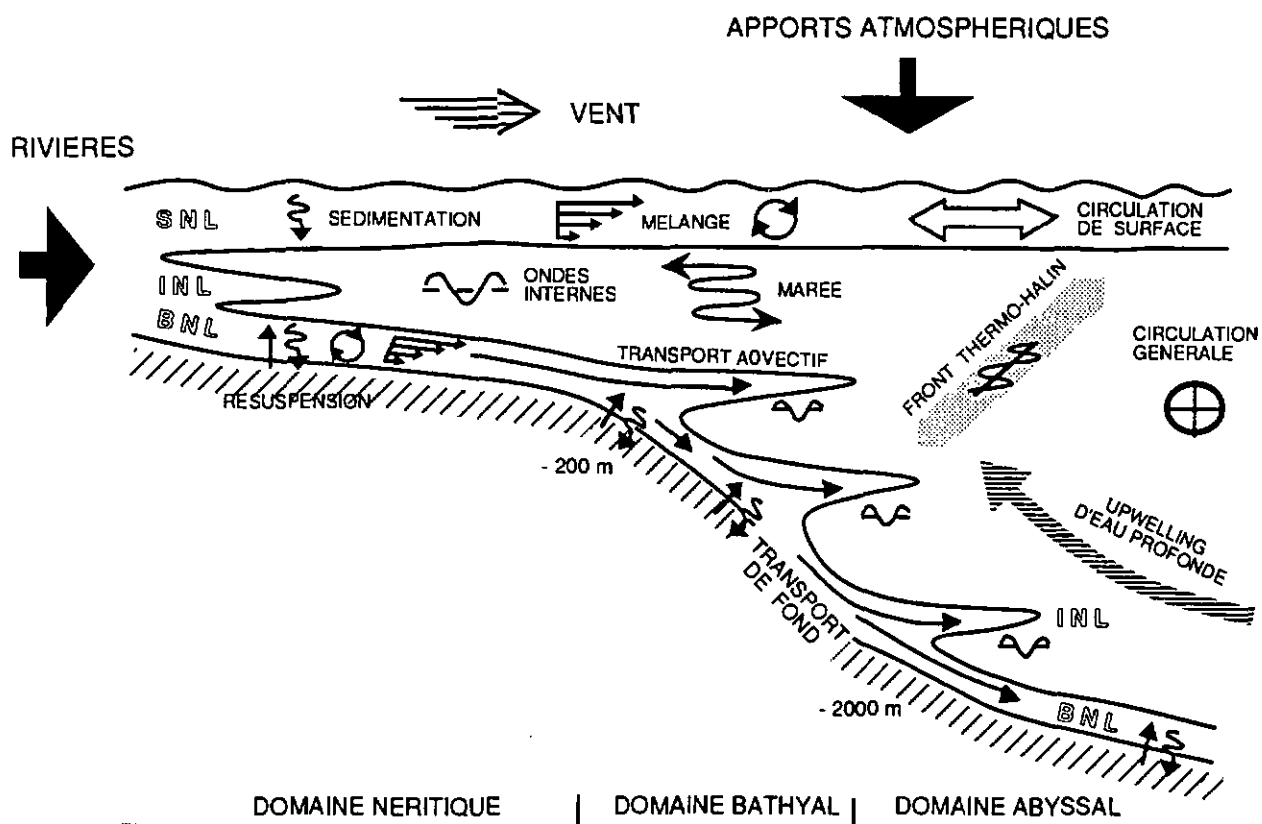 APPORTS ATMOSPHERIQUES
VENT
RIVIERES
SNL
SEDIMENTATION
MELANGE
CIRCULATION
DE SURFACE
INL
ONDES
INTERNES
MAREE
FRONT THERMO-HALIN
CIRCULATION
GENERALE
BNL
TRANSPORT ADVECTIF
RESUSPENSION
- 200 m
UPWELLING
D'EAU PROFONDE
TRANSPORT
DE FOND
INL
- 2000 m
BNL
DOMAINE NERITIQUE | DOMAINE BATHYAL | DOMAINE ABYSSAL